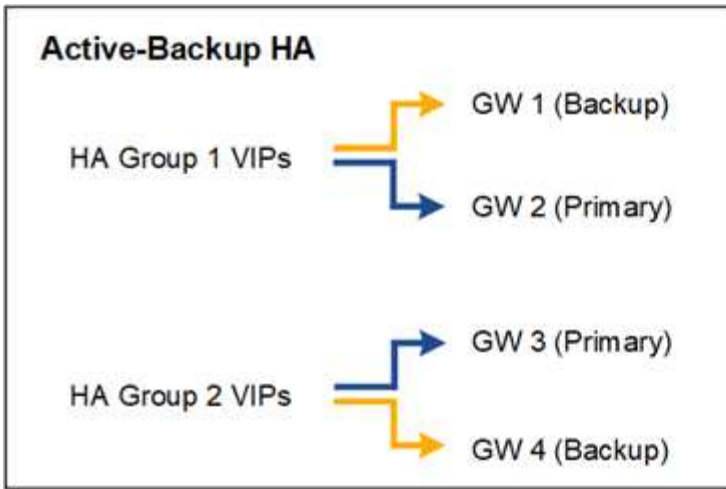 Active-Backup HA
GW 1 (Backup)
HA Group 1 VIPs
GW 2 (Primary)
GW 3 (Primary)
HA Group 2 VIPs
GW 4 (Backup)